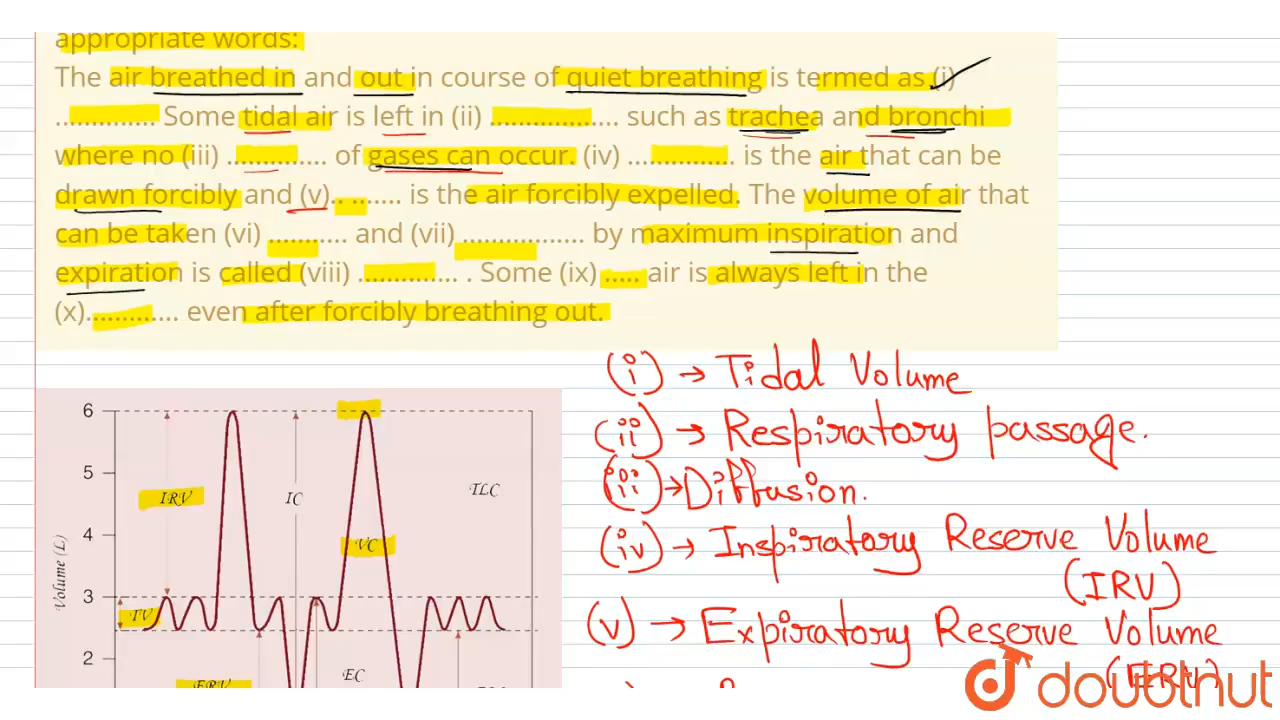 appropriate words:
The air breathed in and out in course of quiet breathing is termed as (i)
.............. Some tidal air is left in (ii) .................. such as trachea and bronchi
where no (iii) .............. of gases can occur. (iv) ............... is the air that can be
drawn forcibly and (v).. ....... is the air forcibly expelled. The volume of air that
can be taken (vi) ........... and (vii) ................. by maximum inspiration and
expiration is called (viii) .............. . Some (ix) ..... air is always left in the
(x)............. even after forcibly breathing out.
(i) → Tidal Volume
(ii) → Respiratory passage.
(iii) → Diffusion.
(iv) → Inspiratory Reserve Volume
(IRV)
(v) → Expiratory Reserve Volume
(ERV)
6
5
4
3
2
Volume (L)
IRV
IC
TLC
VC
TV
EC
ERV
doubtnut